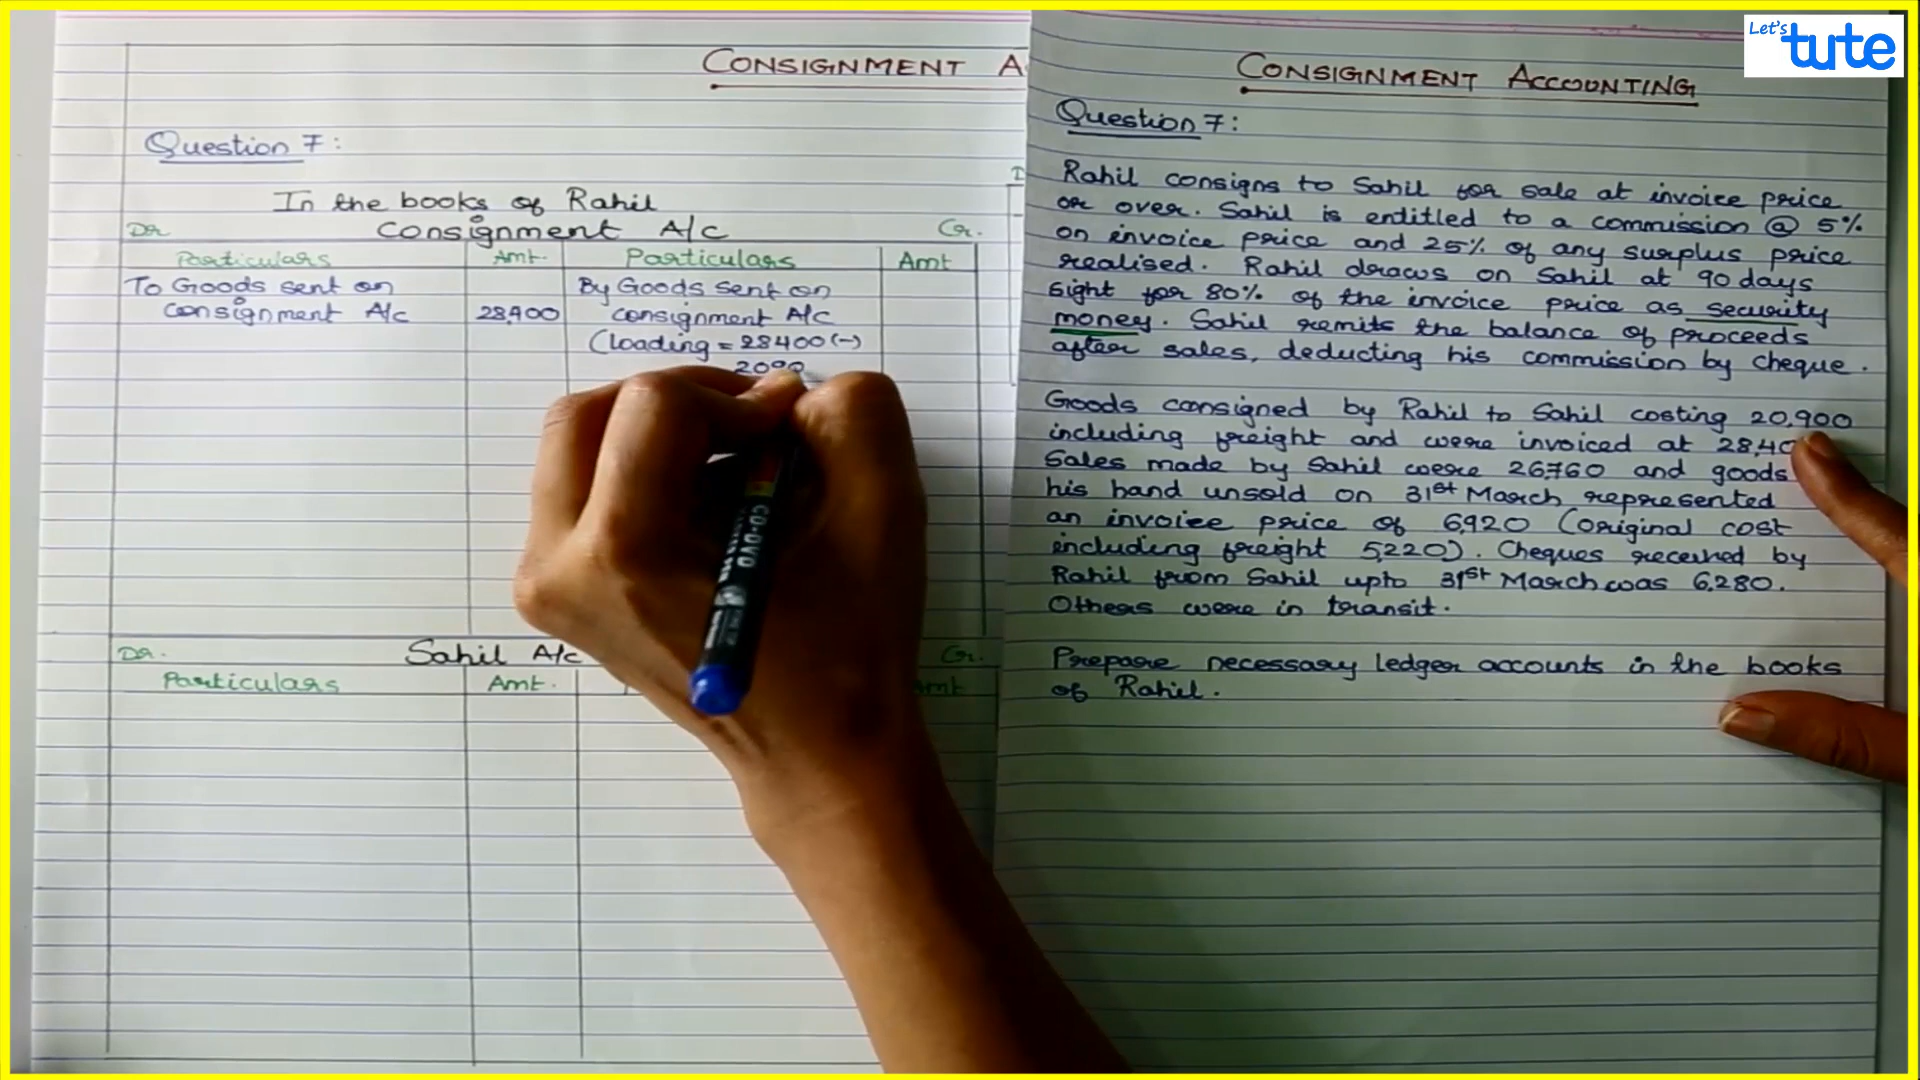 Let's
tute
CONSIGNMENT A
Question 7:
In the books of Rahil
Dr Consignment A/c Cr.
Particulars Amt. Particulars Amt
To Goods sent on By Goods sent on
consignment A/c 28,400 consignment A/c
(loading = 28400 (-)
2090
Dr. Sahil A/c Cr.
Particulars Amt. Amt
CONSIGNMENT ACCOUNTING
Question 7:
Rahil consigns to Sahil for sale at invoice price
or over. Sahil is entitled to a commission @ 5%
on invoice price and 25% of any surplus price
realised. Rahil draws on Sahil at 90 days
sight for 80% of the invoice price as security
money. Sahil remits the balance of proceeds
after sales, deducting his commission by cheque.
Goods consigned by Rahil to Sahil costing 20,900
including freight and were invoiced at 28,40
Sales made by Sahil were 26,760 and goods
his hand unsold on 31st March represented
an invoice price of 6,920 (original cost
including freight 5,220). Cheques received by
Rahil from Sahil upto 31st March was 6,280.
Others were in transit.
Prepare necessary ledger accounts in the books
of Rahil.